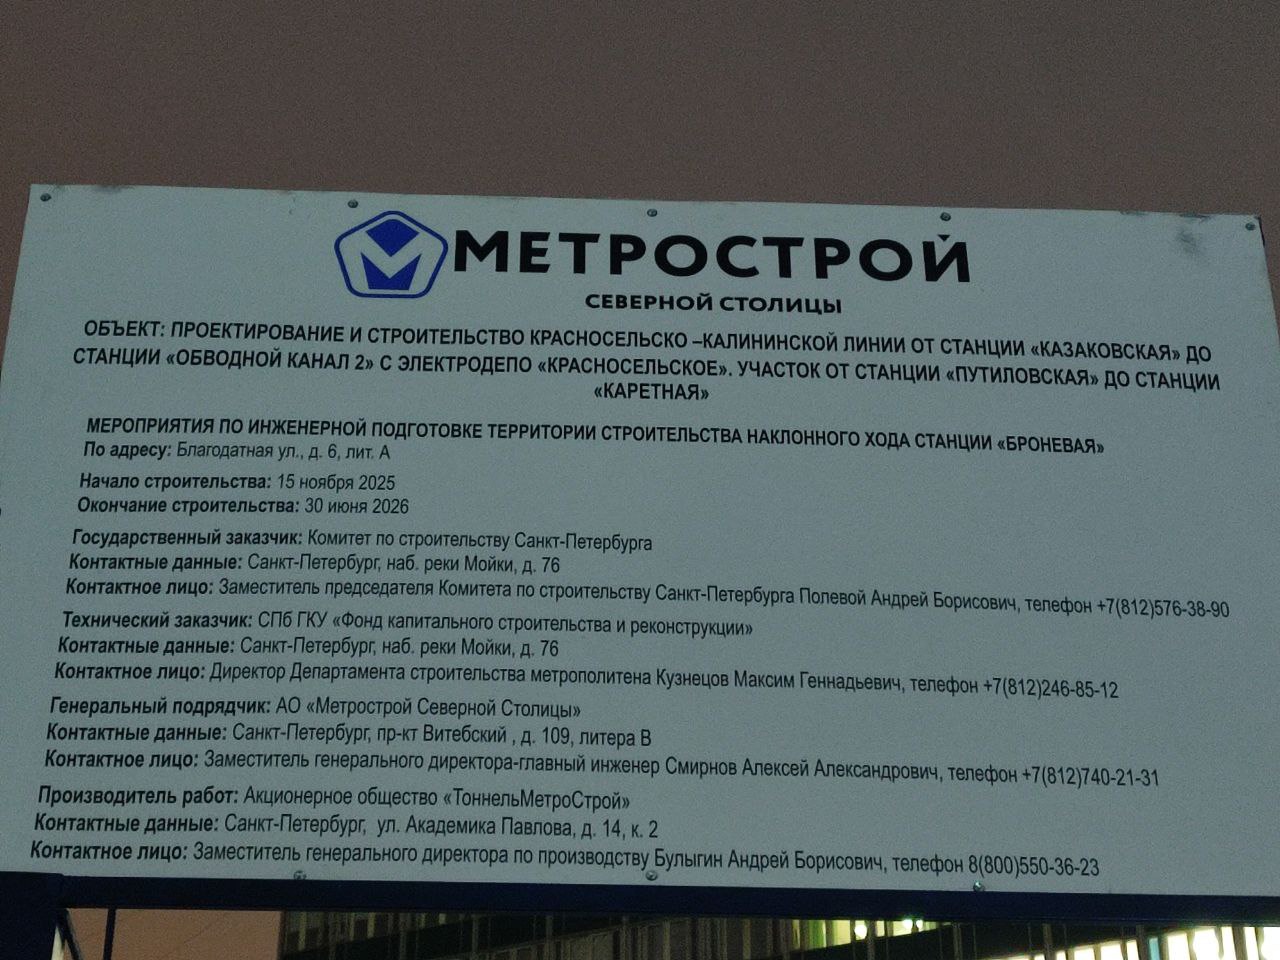 МЕТРОСТРОЙ
СЕВЕРНОЙ СТОЛИЦЫ
ОБЪЕКТ: ПРОЕКТИРОВАНИЕ И СТРОИТЕЛЬСТВО КРАСНОСЕЛЬСКО –КАЛИНИНСКОЙ ЛИНИИ ОТ СТАНЦИИ «КАЗАКОВСКАЯ» ДО
СТАНЦИИ «ОБВОДНОЙ КАНАЛ 2» С ЭЛЕКТРОДЕПО «КРАСНОСЕЛЬСКОЕ». УЧАСТОК ОТ СТАНЦИИ «ПУТИЛОВСКАЯ» ДО СТАНЦИИ
«КАРЕТНАЯ»
МЕРОПРИЯТИЯ ПО ИНЖЕНЕРНОЙ ПОДГОТОВКЕ ТЕРРИТОРИИ СТРОИТЕЛЬСТВА НАКЛОННОГО ХОДА СТАНЦИИ «БРОНЕВАЯ»
По адресу: Благодатная ул., д. 6, лит. А
Начало строительства: 15 ноября 2025
Окончание строительства: 30 июня 2026
Государственный заказчик: Комитет по строительству Санкт-Петербурга
Контактные данные: Санкт-Петербург, наб. реки Мойки, д. 76
Контактное лицо: Заместитель председателя Комитета по строительству Санкт-Петербурга Полевой Андрей Борисович, телефон +7(812)576-38-90
Технический заказчик: СПб ГКУ «Фонд капитального строительства и реконструкции»
Контактные данные: Санкт-Петербург, наб. реки Мойки, д. 76
Контактное лицо: Директор Департамента строительства метрополитена Кузнецов Максим Геннадьевич, телефон +7(812)246-85-12
Генеральный подрядчик: АО «Метрострой Северной Столицы»
Контактные данные: Санкт-Петербург, пр-кт Витебский , д. 109, литера В
Контактное лицо: Заместитель генерального директора-главный инженер Смирнов Алексей Александрович, телефон +7(812)740-21-31
Производитель работ: Акционерное общество «ТоннельМетроСтрой»
Контактные данные: Санкт-Петербург, ул. Академика Павлова, д. 14, к. 2
Контактное лицо: Заместитель генерального директора по производству Булыгин Андрей Борисович, телефон 8(800)550-36-23